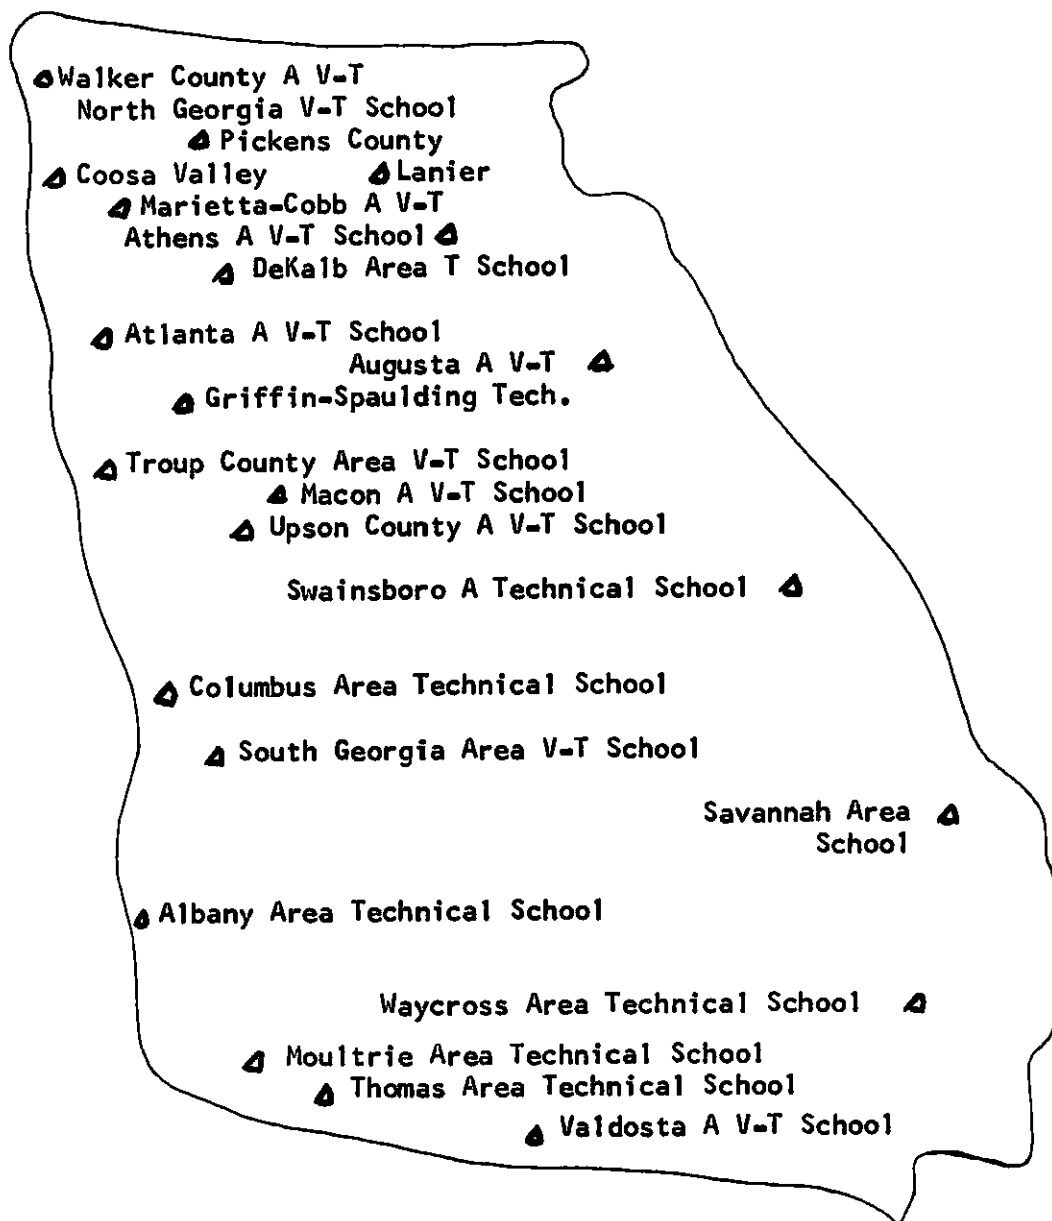 Walker County A V-T
North Georgia V-T School
Pickens County
Coosa Valley
Lanier
Marietta-Cobb A V-T
Athens A V-T School
DeKalb Area T School
Atlanta A V-T School
Augusta A V-T
Griffin-Spaulding Tech.
Troup County Area V-T School
Macon A V-T School
Upson County A V-T School
Swainsboro A Technical School
Columbus Area Technical School
South Georgia Area V-T School
Savannah Area
School
Albany Area Technical School
Waycross Area Technical School
Moultrie Area Technical School
Thomas Area Technical School
Valdosta A V-T School